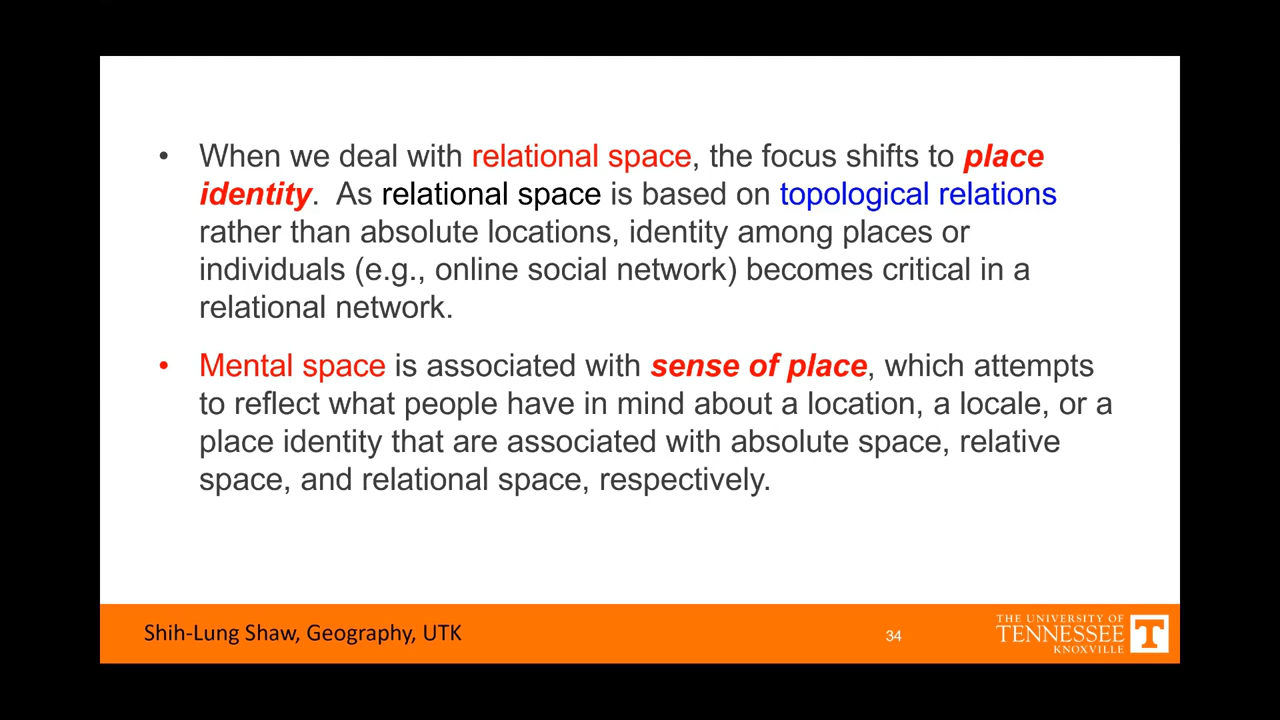 • When we deal with relational space, the focus shifts to place
identity. As relational space is based on topological relations
rather than absolute locations, identity among places or
individuals (e.g., online social network) becomes critical in a
relational network.
• Mental space is associated with sense of place, which attempts
to reflect what people have in mind about a location, a locale, or a
place identity that are associated with absolute space, relative
space, and relational space, respectively.
Shih-Lung Shaw, Geography, UTK
34
THE UNIVERSITY OF
TENNESSEE
KNOXVILLE
T